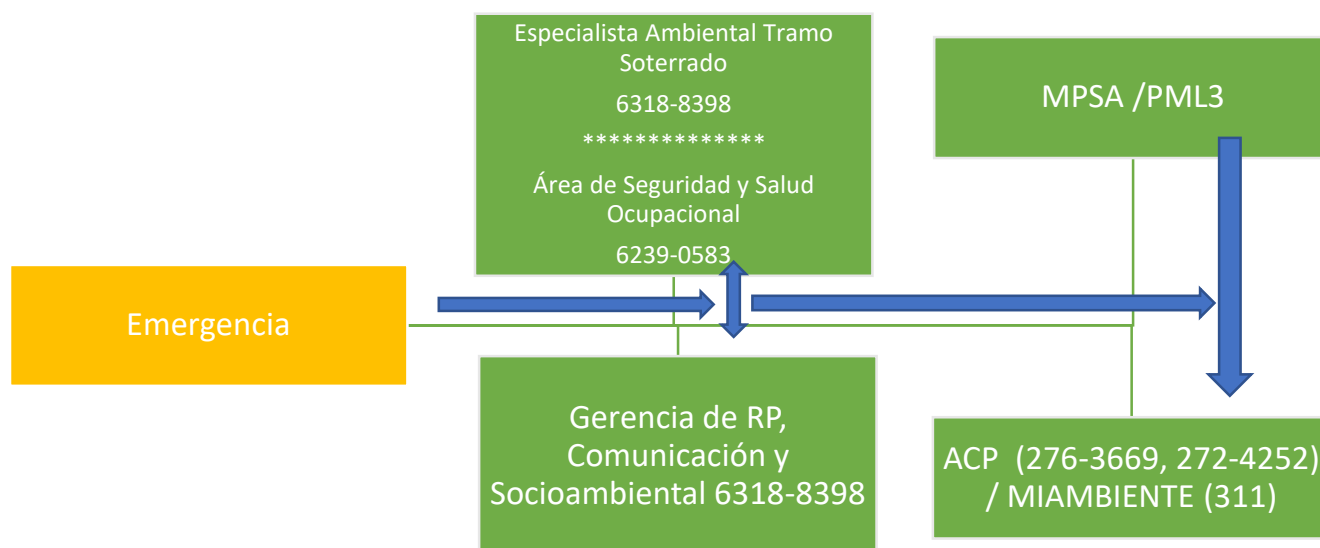 Especialista Ambiental Tramo
Soterrado
6318-8398
**************
Área de Seguridad y Salud
Ocupacional
6239-0583
MPSA /PML3
Emergencia
Gerencia de RP,
Comunicación y
Socioambiental 6318-8398
ACP (276-3669, 272-4252)
/ MIAMBIENTE (311)